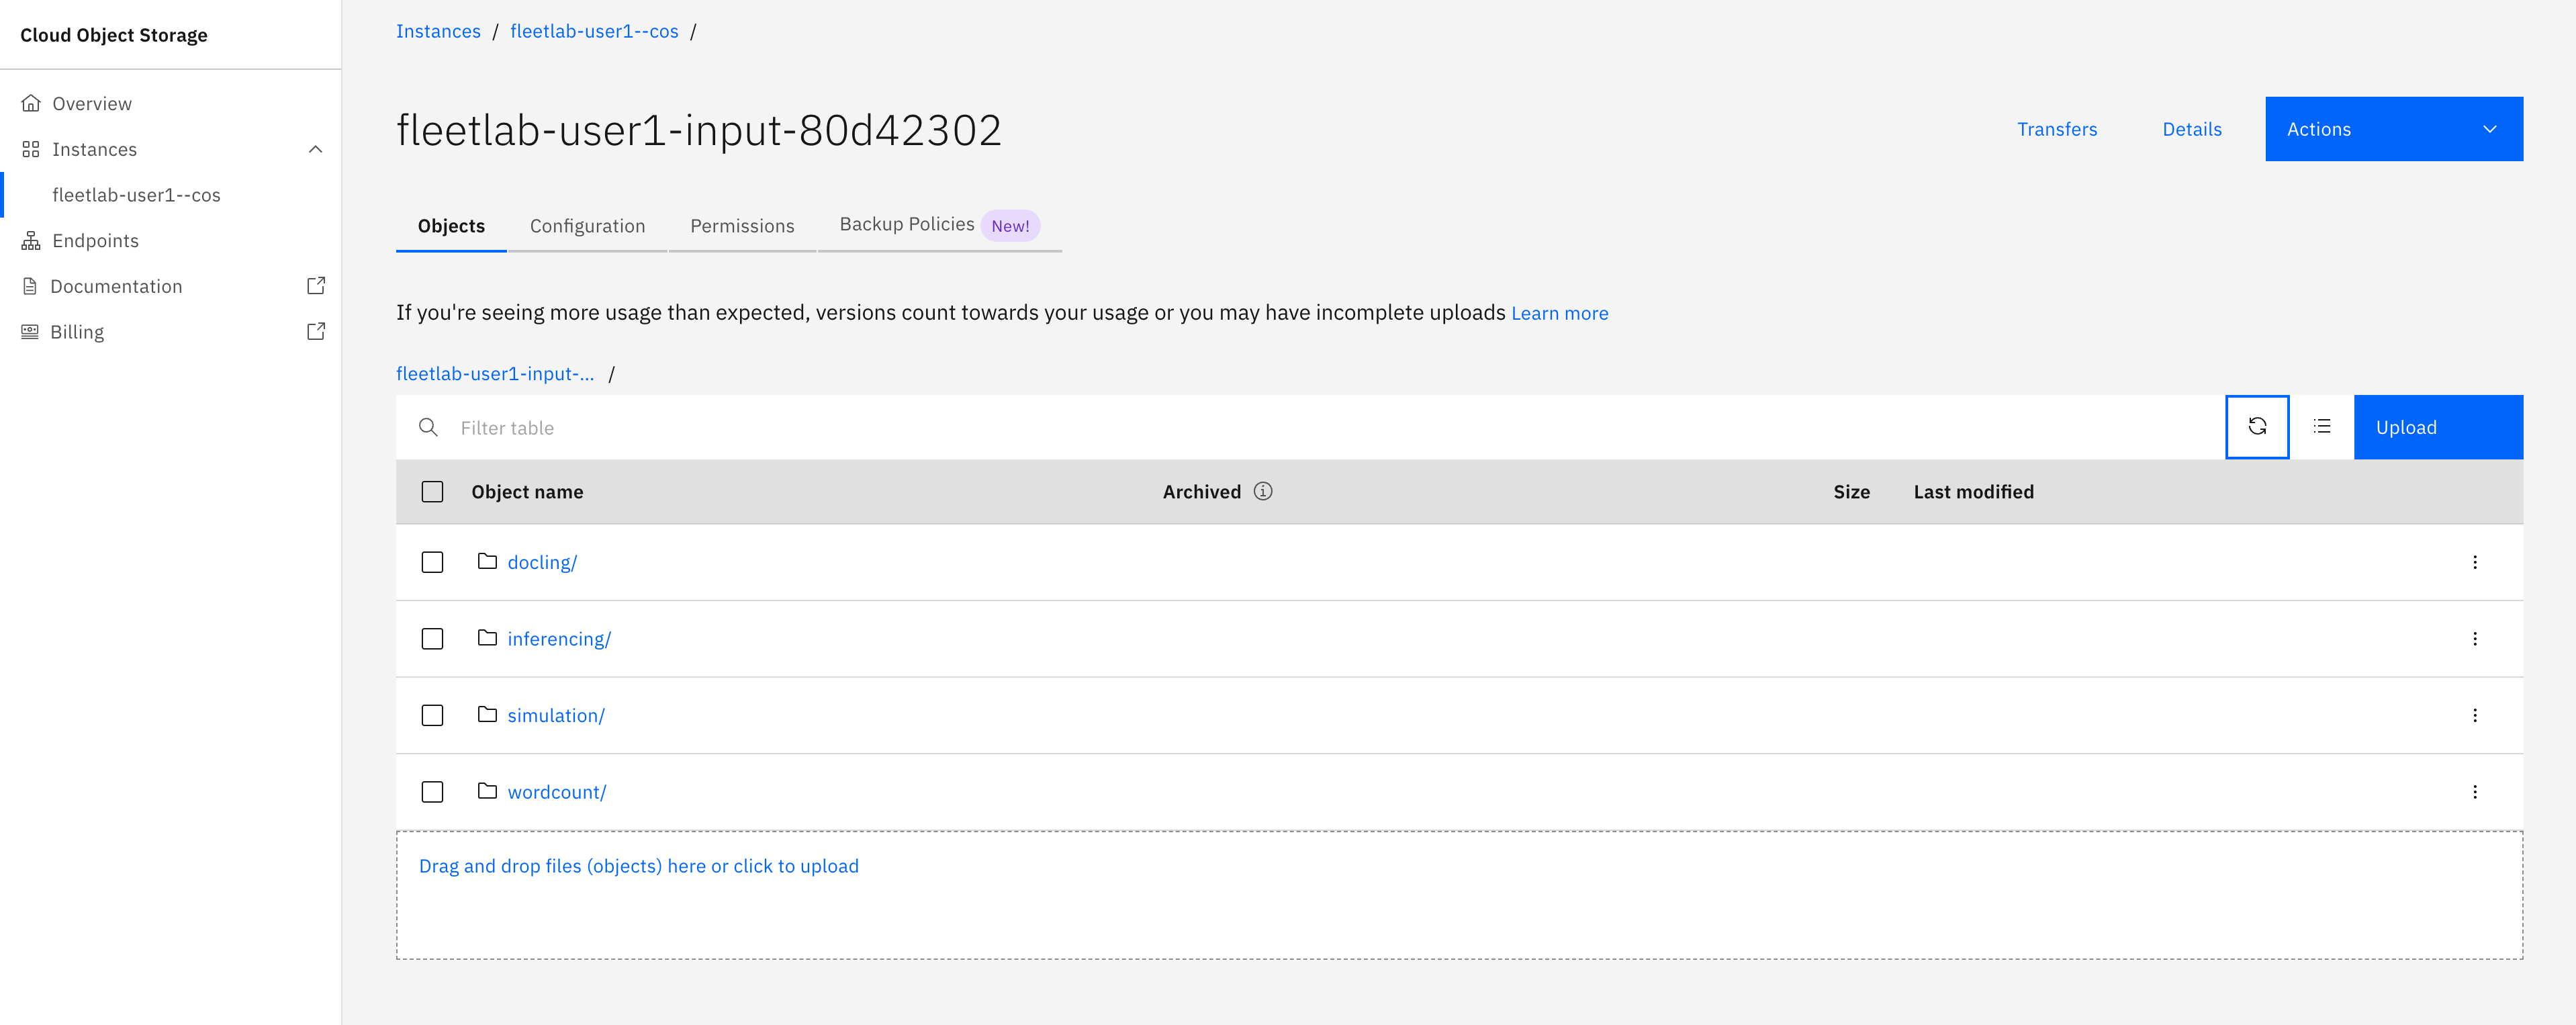 Cloud Object Storage
Overview
Instances
fleetlab-user1--cos
Endpoints
Documentation
Billing
Instances / fleetlab-user1--cos /
fleetlab-user1-input-80d42302
Transfers
Details
Actions
Objects
Configuration
Permissions
Backup Policies New!
If you're seeing more usage than expected, versions count towards your usage or you may have incomplete uploads Learn more
fleetlab-user1-input-... /
Filter table
Upload
Object name Archived Size Last modified
docling/
inferencing/
simulation/
wordcount/
Drag and drop files (objects) here or click to upload